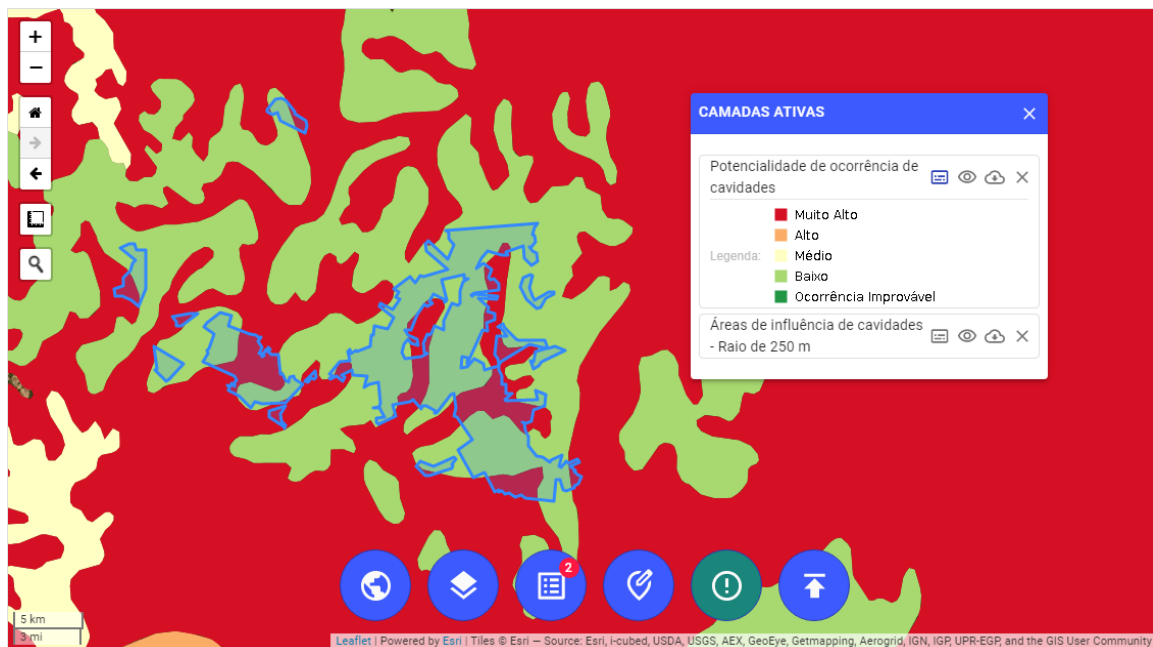 +
−
CAMADAS ATIVAS
Potencialidade de ocorrência de
cavidades
Legenda:
Muito Alto
Alto
Médio
Baixo
Ocorrência Improvável
Áreas de influência de cavidades
- Raio de 250 m
2
5 km
3 mi
Leaflet | Powered by Esri | Tiles © Esri — Source: Esri, i-cubed, USDA, USGS, AEX, GeoEye, Getmapping, Aerogrid, IGN, IGP, UPR-EGP, and the GIS User Community